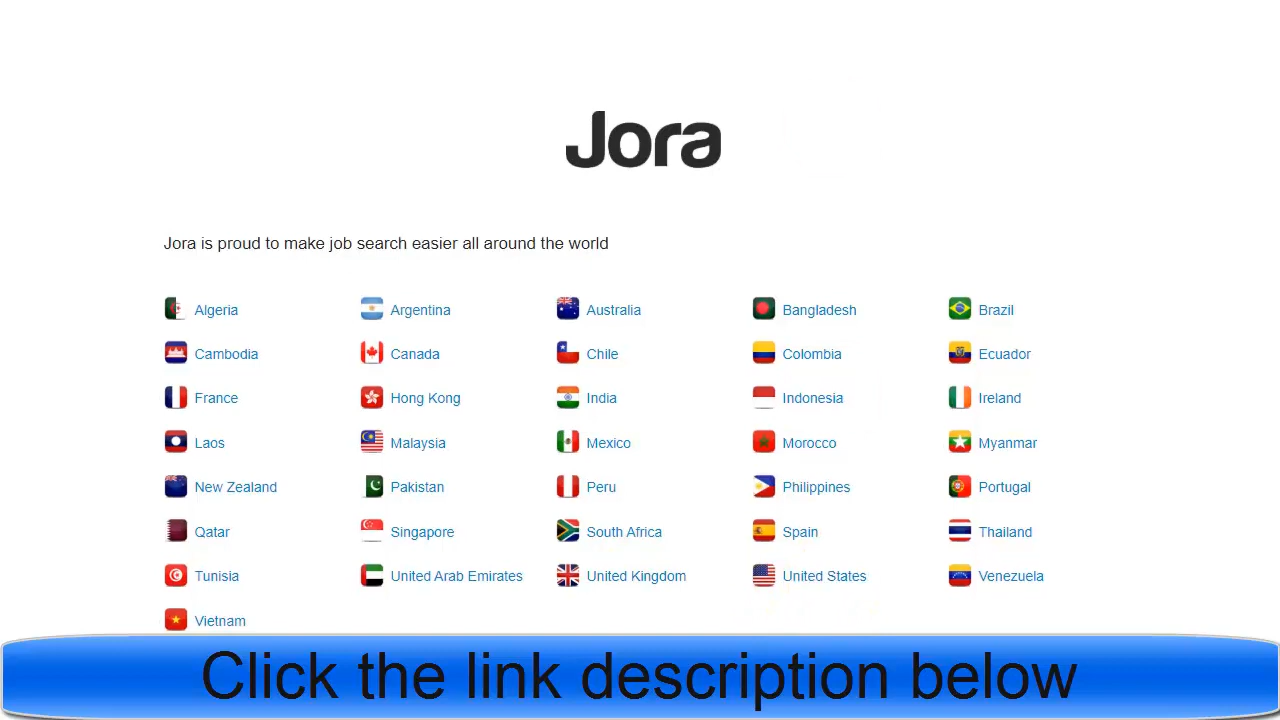 Jora
Jora is proud to make job search easier all around the world
Algeria Argentina Australia Bangladesh Brazil
Cambodia Canada Chile Colombia Ecuador
France Hong Kong India Indonesia Ireland
Laos Malaysia Mexico Morocco Myanmar
New Zealand Pakistan Peru Philippines Portugal
Qatar Singapore South Africa Spain Thailand
Tunisia United Arab Emirates United Kingdom United States Venezuela
Vietnam
Click the link description below